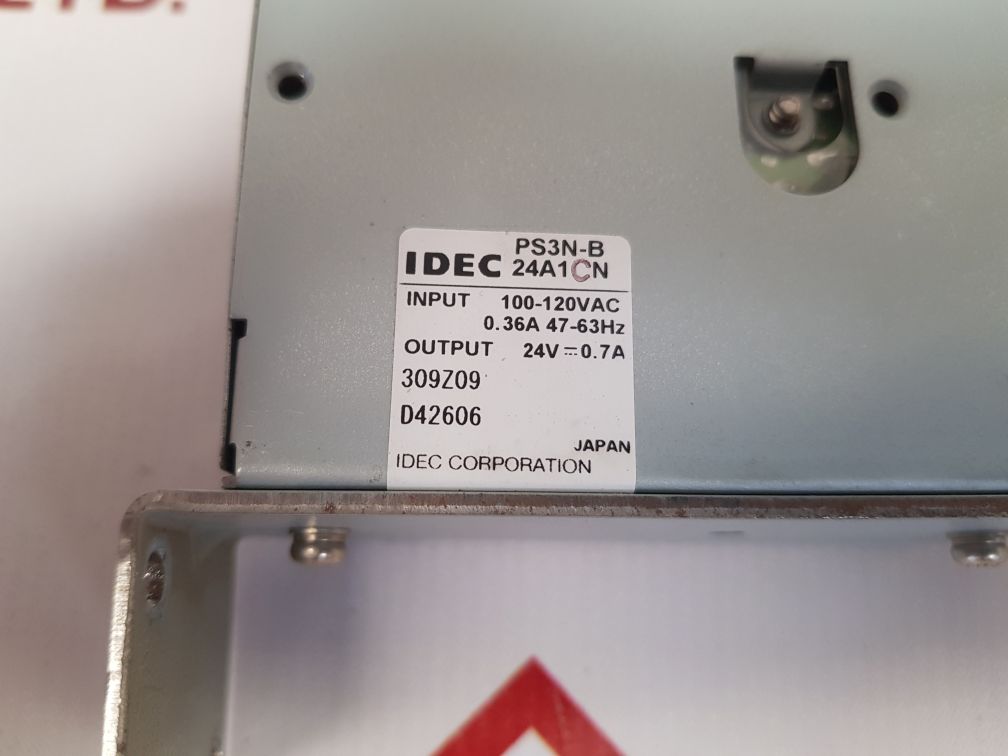 LTD.
IDEC PS3N-B
24A1CN
INPUT 100-120VAC
0.36A 47-63Hz
OUTPUT 24V⎓0.7A
309Z09
D42606
JAPAN
IDEC CORPORATION